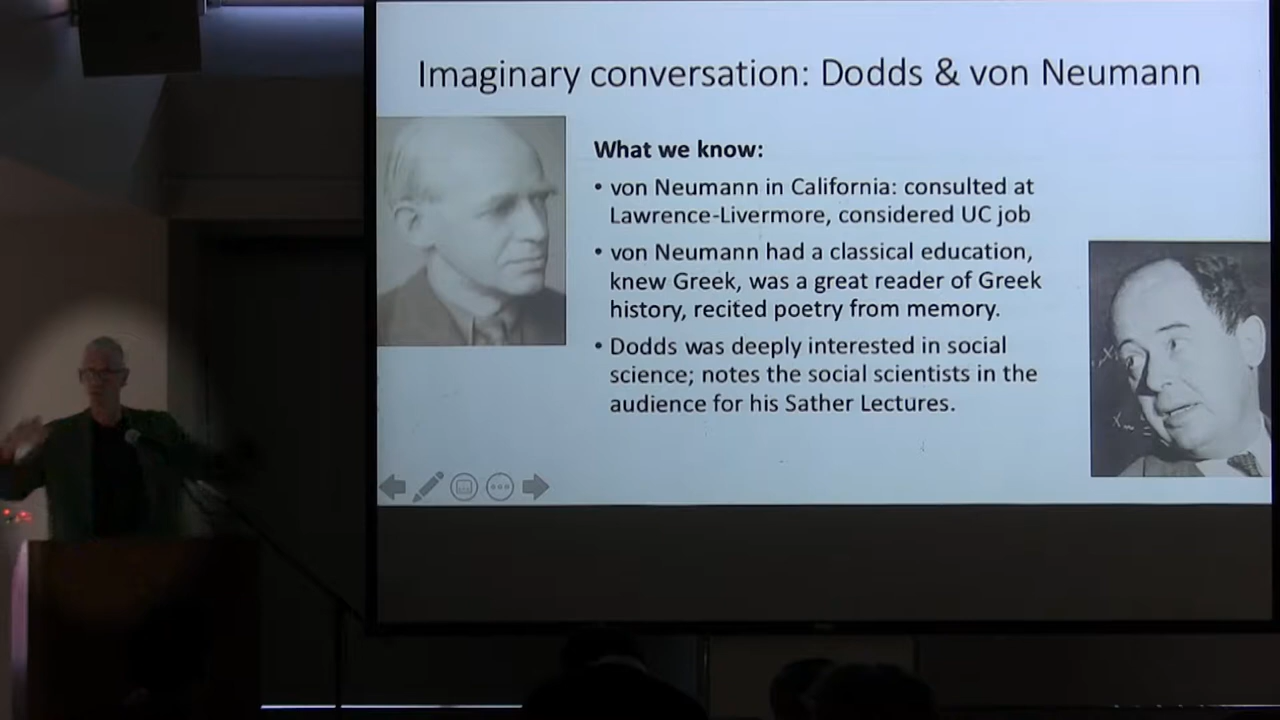 Imaginary conversation: Dodds & von Neumann
What we know:
• von Neumann in California: consulted at
Lawrence-Livermore, considered UC job
• von Neumann had a classical education,
knew Greek, was a great reader of Greek
history, recited poetry from memory.
• Dodds was deeply interested in social
science; notes the social scientists in the
audience for his Sather Lectures.